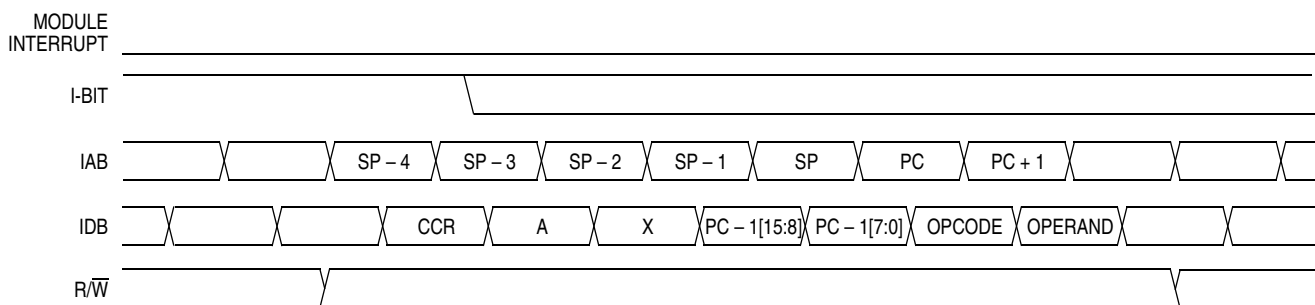 MODULE
INTERRUPT
I-BIT
IAB SP – 4 SP – 3 SP – 2 SP – 1 SP PC PC + 1
IDB CCR A X PC – 1[15:8] PC – 1[7:0] OPCODE OPERAND
R/W̅